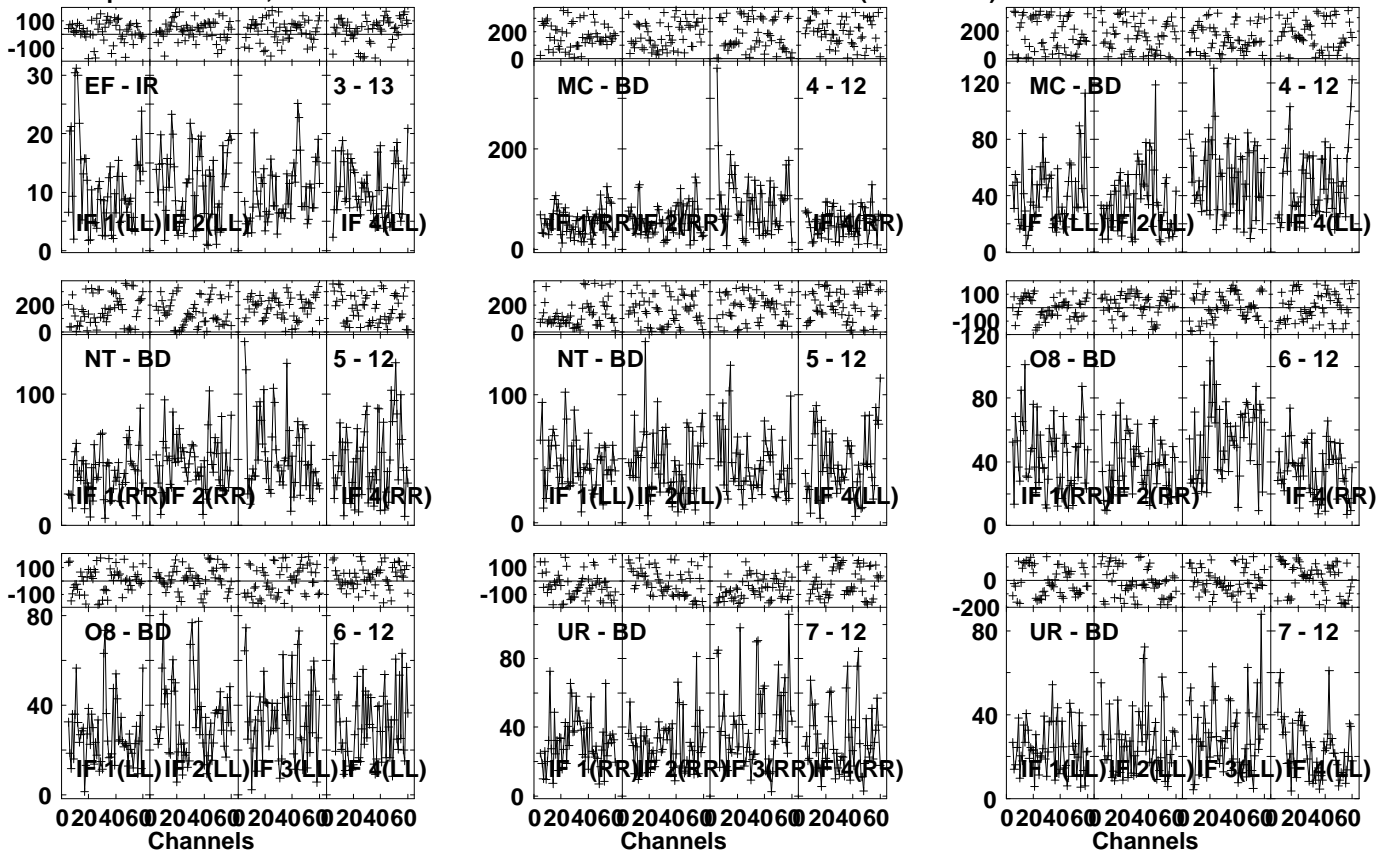 100 200 200
-100 0 0
30 EF - IR 3 - 13 MC - BD 4 - 12 120 MC - BD 4 - 12
20 200 80
10 40
IF 1(LL) IF 2(LL) IF 4(LL) IF 1(RR) IF 2(RR) IF 4(RR) IF 1(LL) IF 2(LL) IF 4(LL)
0 0 0
200 200 100
0 0 -100
NT - BD 5 - 12 NT - BD 5 - 12 120 O8 - BD 6 - 12
100 100 80
40
IF 1(RR) IF 2(RR) IF 4(RR) IF 1(LL) IF 2(LL) IF 4(LL) IF 1(RR) IF 2(RR) IF 4(RR)
0 0 0
100 100 0
-100 -100 -200
80 O8 - BD 6 - 12 UR - BD 7 - 12 UR - BD 7 - 12
80 80
40 40 40
IF 1(LL) IF 2(LL) IF 3(LL) IF 4(LL) IF 1(RR) IF 2(RR) IF 3(RR) IF 4(RR) IF 1(LL) IF 2(LL) IF 3(LL) IF 4(LL)
0 0 0
0 20 40 60 0 20 40 60 0 20 40 60 0 20 40 60 0 20 40 60 0 20 40 60 0 20 40 60 0 20 40 60 0 20 40 60 0 20 40 60 0 20 40 60 0 20 40 60
Channels Channels Channels